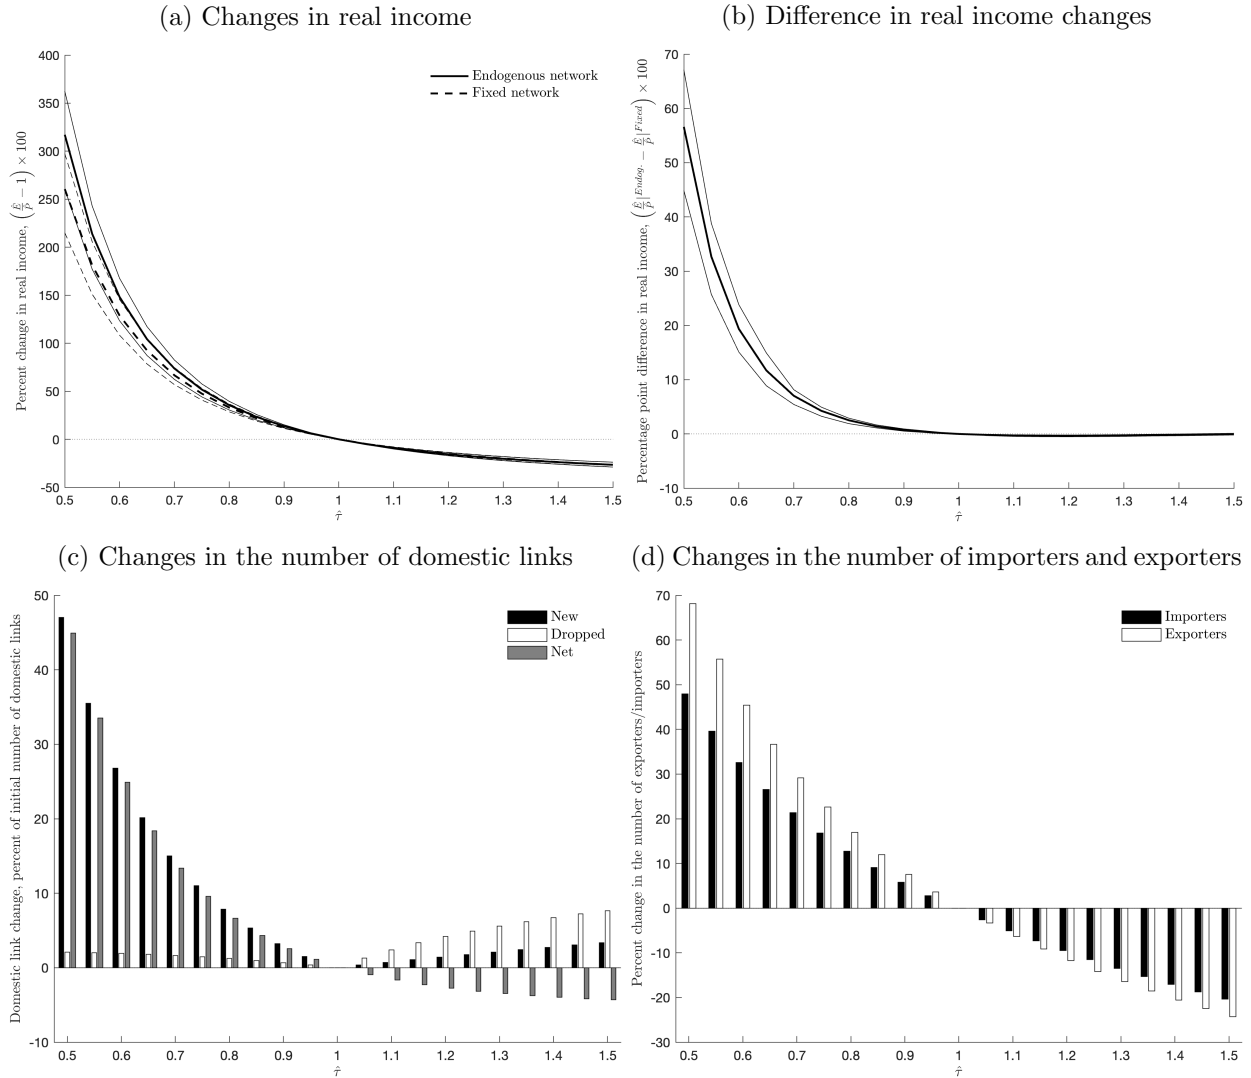 (a) Changes in real income
(b) Difference in real income changes
400
350
300
250
200
150
100
50
0
-50
0.5 0.6 0.7 0.8 0.9 1 1.1 1.2 1.3 1.4 1.5
τ̂
Percent change in real income, (Ê/P̂ − 1) × 100
Endogenous network
Fixed network
70
60
50
40
30
20
10
0
-10
0.5 0.6 0.7 0.8 0.9 1 1.1 1.2 1.3 1.4 1.5
τ̂
Percentage point difference in real income, (Ê/P̂|^Endog. − Ê/P̂|^Fixed) × 100
(c) Changes in the number of domestic links
(d) Changes in the number of importers and exporters
50
40
30
20
10
0
-10
0.5 0.6 0.7 0.8 0.9 1 1.1 1.2 1.3 1.4 1.5
τ̂
Domestic link change, percent of initial number of domestic links
New
Dropped
Net
70
60
50
40
30
20
10
0
-10
-20
-30
0.5 0.6 0.7 0.8 0.9 1 1.1 1.2 1.3 1.4 1.5
τ̂
Percent change in the number of exporters/importers
Importers
Exporters